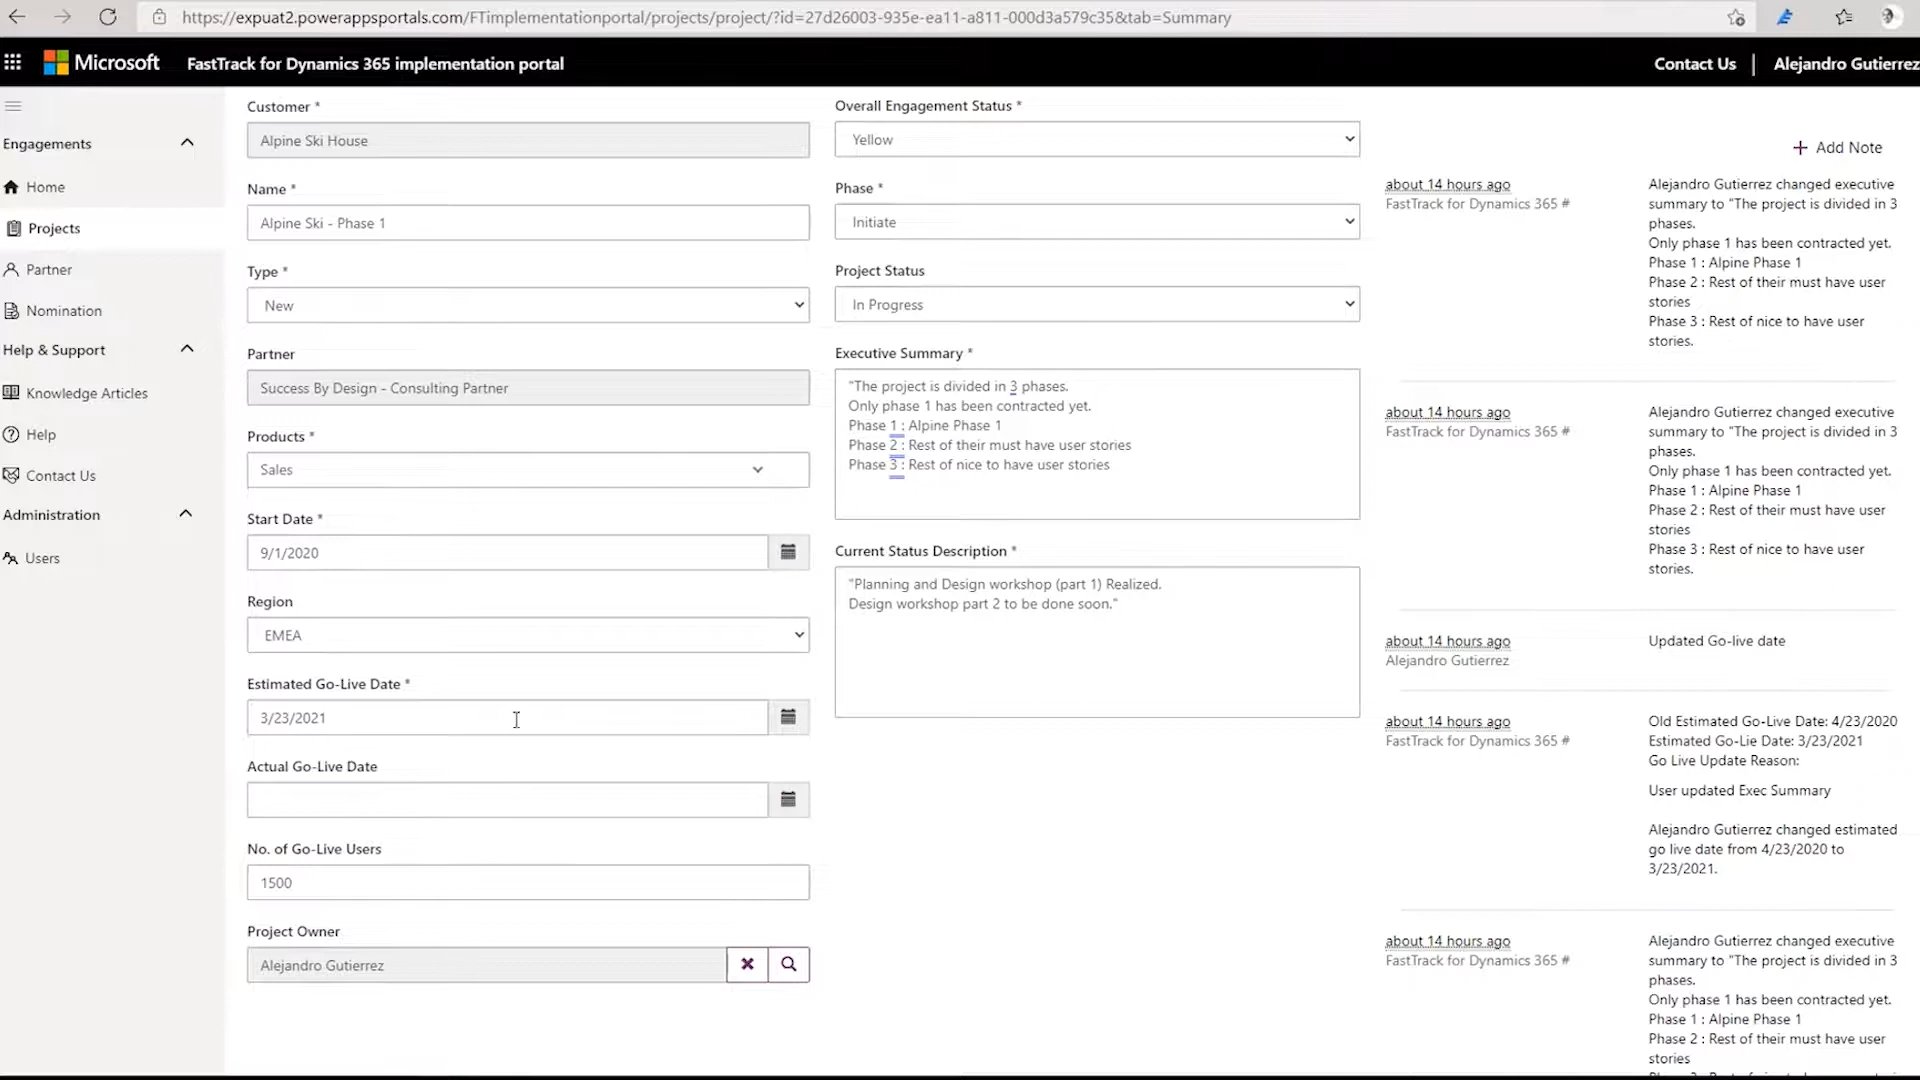 https://expuat2.powerappsportals.com/FTimplementationportal/projects/project/?id=27d26003-935e-ea11-a811-000d3a579c35&tab=Summary
Microsoft
FastTrack for Dynamics 365 implementation portal
Contact Us
Alejandro Gutierrez
Engagements
Home
Projects
Partner
Nomination
Help & Support
Knowledge Articles
Help
Contact Us
Administration
Users
Customer *
Alpine Ski House
Name *
Alpine Ski - Phase 1
Type *
New
Partner
Success By Design - Consulting Partner
Products *
Sales
Start Date *
9/1/2020
Region
EMEA
Estimated Go-Live Date *
3/23/2021
Actual Go-Live Date
No. of Go-Live Users
1500
Project Owner
Alejandro Gutierrez
Overall Engagement Status *
Yellow
Phase *
Initiate
Project Status
In Progress
Executive Summary *
"The project is divided in 3 phases.
Only phase 1 has been contracted yet.
Phase 1 : Alpine Phase 1
Phase 2 : Rest of their must have user stories
Phase 3 : Rest of nice to have user stories
Current Status Description *
"Planning and Design workshop (part 1) Realized.
Design workshop part 2 to be done soon."
+ Add Note
about 14 hours ago
FastTrack for Dynamics 365 #
Alejandro Gutierrez changed executive
summary to "The project is divided in 3
phases.
Only phase 1 has been contracted yet.
Phase 1 : Alpine Phase 1
Phase 2 : Rest of their must have user
stories
Phase 3 : Rest of nice to have user
stories.
about 14 hours ago
FastTrack for Dynamics 365 #
Alejandro Gutierrez changed executive
summary to "The project is divided in 3
phases.
Only phase 1 has been contracted yet.
Phase 1 : Alpine Phase 1
Phase 2 : Rest of their must have user
stories
Phase 3 : Rest of nice to have user
stories.
about 14 hours ago
Alejandro Gutierrez
Updated Go-live date
about 14 hours ago
FastTrack for Dynamics 365 #
Old Estimated Go-Live Date: 4/23/2020
Estimated Go-Lie Date: 3/23/2021
Go Live Update Reason:
User updated Exec Summary
Alejandro Gutierrez changed estimated
go live date from 4/23/2020 to
3/23/2021.
about 14 hours ago
FastTrack for Dynamics 365 #
Alejandro Gutierrez changed executive
summary to "The project is divided in 3
phases.
Only phase 1 has been contracted yet.
Phase 1 : Alpine Phase 1
Phase 2 : Rest of their must have user
stories